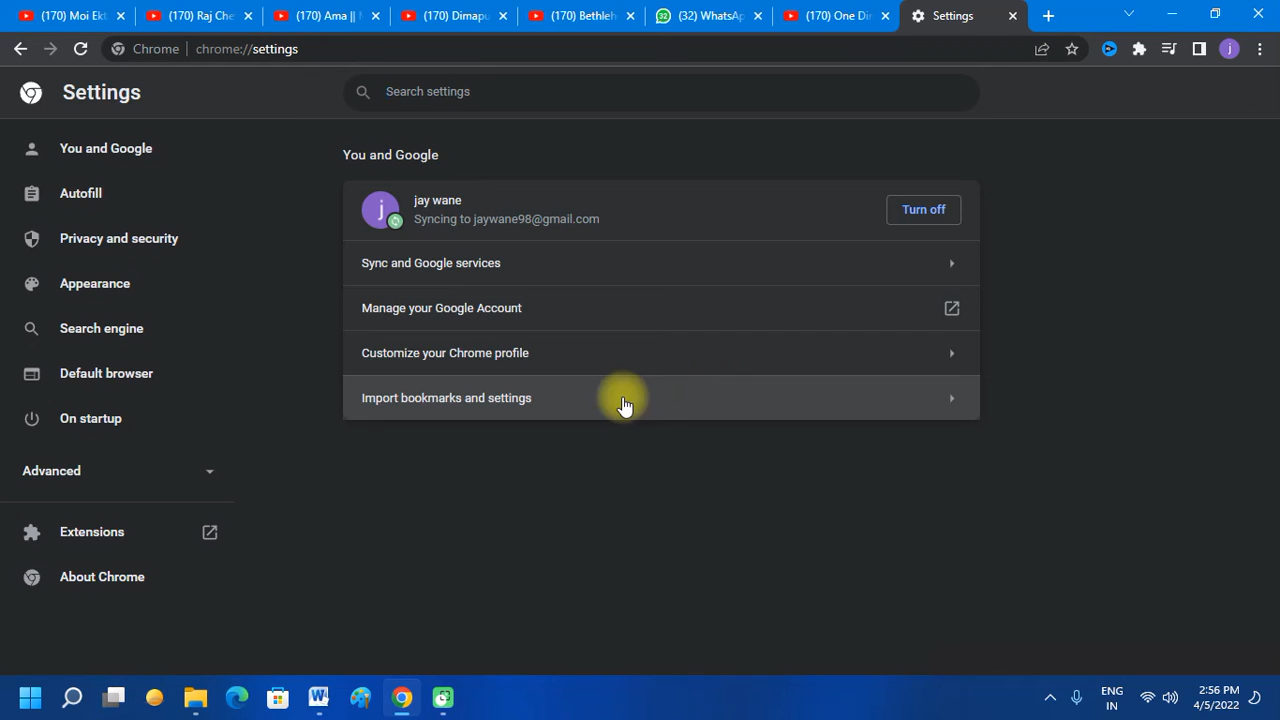 (170) Moi Ekt
(170) Raj Che
(170) Ama || M
(170) Dimapu
(170) Bethleh
(32) WhatsAp
(170) One Dir
Settings
Chrome
chrome://settings
j
Settings
Search settings
You and Google
Autofill
Privacy and security
Appearance
Search engine
Default browser
On startup
Advanced
Extensions
About Chrome
You and Google
j
jay wane
Syncing to jaywane98@gmail.com
Turn off
Sync and Google services
Manage your Google Account
Customize your Chrome profile
Import bookmarks and settings
ENG
IN
2:56 PM
4/5/2022